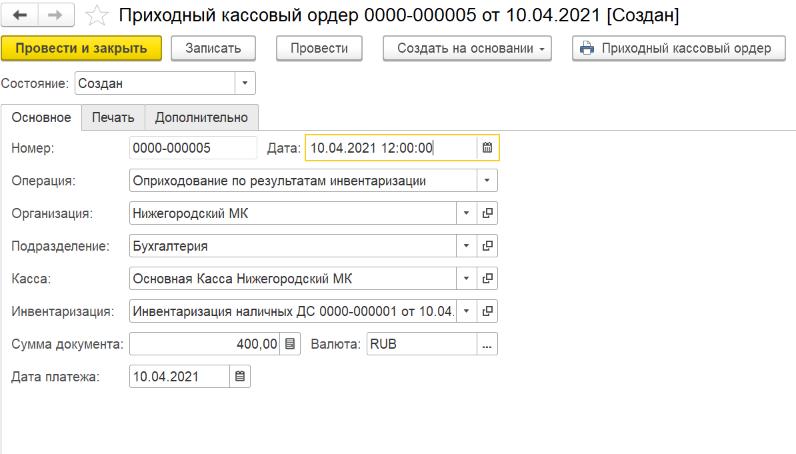 Приходный кассовый ордер 0000-000005 от 10.04.2021 [Создан]
Провести и закрыть Записать Провести Создать на основании Приходный кассовый ордер
Состояние: Создан
Основное Печать Дополнительно
Номер: 0000-000005 Дата: 10.04.2021 12:00:00
Операция: Оприходование по результатам инвентаризации
Организация: Нижегородский МК
Подразделение: Бухгалтерия
Касса: Основная Касса Нижегородский МК
Инвентаризация: Инвентаризация наличных ДС 0000-000001 от 10.04.
Сумма документа: 400,00 Валюта: RUB ...
Дата платежа: 10.04.2021